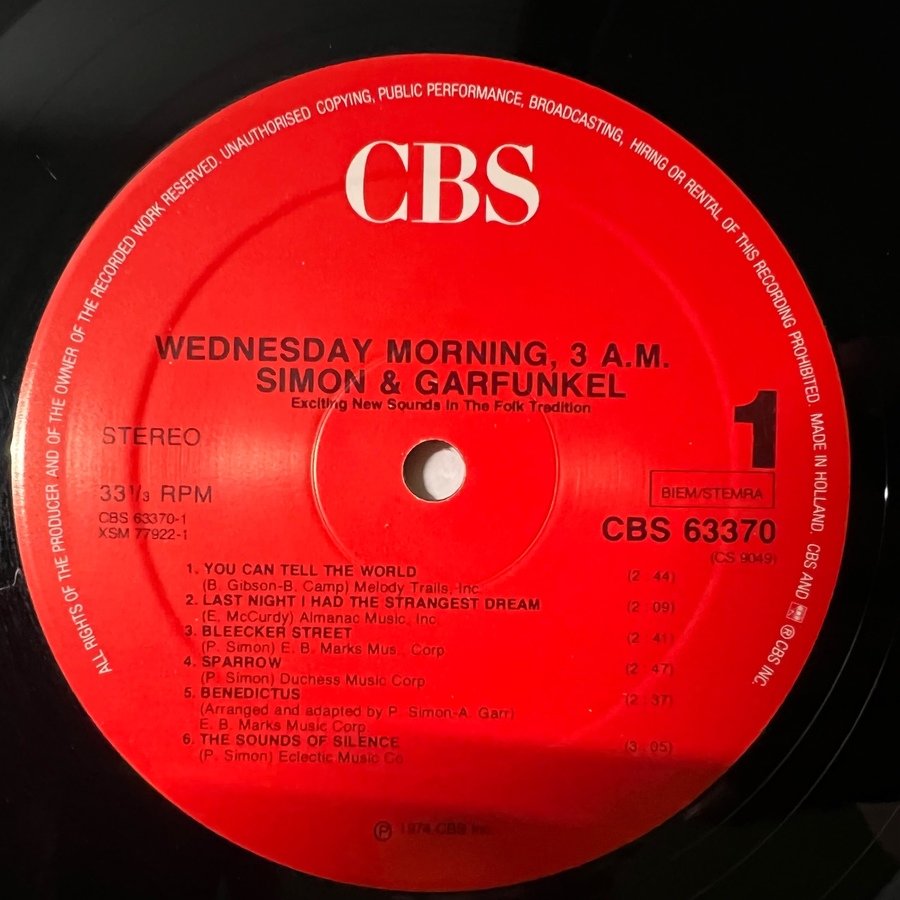 ALL RIGHTS OF THE PRODUCER AND OF THE OWNER OF THE RECORDED WORK RESERVED. UNAUTHORISED COPYING, PUBLIC PERFORMANCE, BROADCASTING, HIRING OR RENTAL OF THIS RECORDING PROHIBITED. MADE IN HOLLAND. CBS AND ® CBS INC.
CBS
WEDNESDAY MORNING, 3 A.M.
SIMON & GARFUNKEL
Exciting New Sounds In The Folk Tradition
1
STEREO
33 1/3 RPM
BIEM/STEMRA
CBS 63370-1
XSM 77922-1
CBS 63370
(CS 9049)
1. YOU CAN TELL THE WORLD (2 44)
(B. Gibson-B. Camp) Melody Trails, Inc
2. LAST NIGHT I HAD THE STRANGEST DREAM (2 09)
(E. McCurdy) Almanac Music, Inc
3. BLEECKER STREET (2 41)
(P. Simon) E. B. Marks Mus. Corp
4. SPARROW (2 47)
(P. Simon) Duchess Music Corp
5. BENEDICTUS (2 37)
(Arranged and adapted by P. Simon-A. Garr)
E. B. Marks Music Corp.
6. THE SOUNDS OF SILENCE (3 05)
(P. Simon) Eclectic Music Co
℗ CBS Inc.